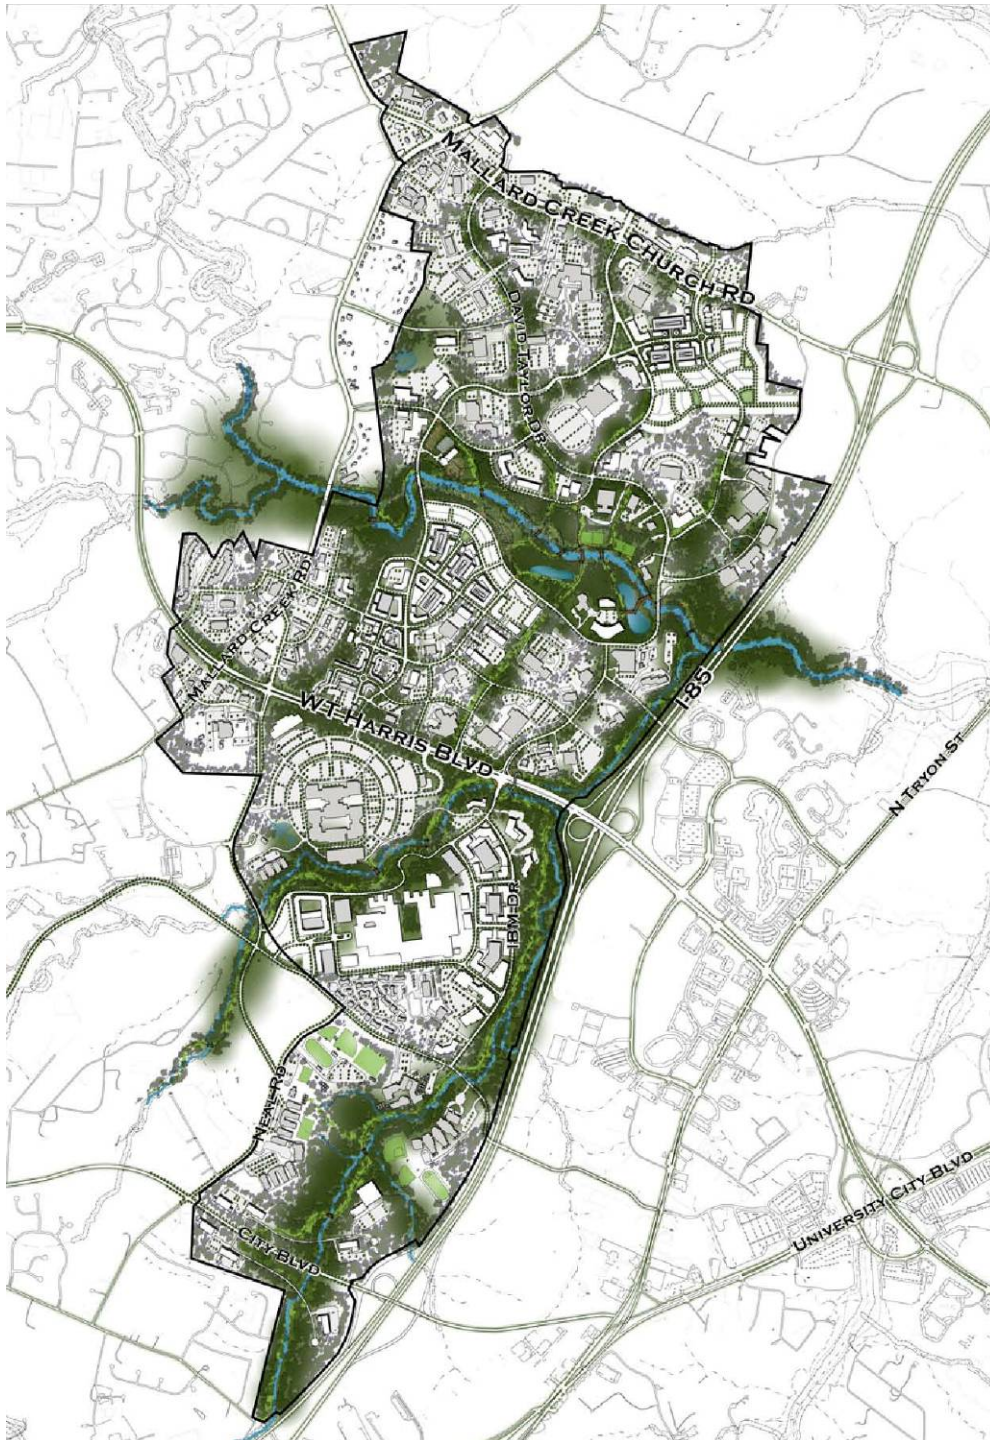 MALLARD CREEK CHURCH RD
DAVID TAYLOR DR
MALLARD CREEK RD
WT HARRIS BLVD
I-85
N TRYON ST
IBM DR
NEAL RD
UNIVERSITY CITY BLVD
CITY BLVD